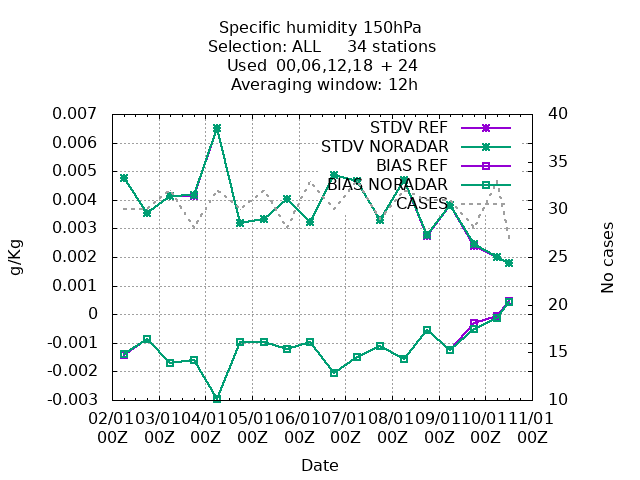 Specific humidity 150hPa
Selection: ALL 34 stations
Used 00,06,12,18 + 24
Averaging window: 12h
STDV REF
STDV NORADAR
BIAS REF
BIAS NORADAR
CASES
0.007
0.006
0.005
0.004
0.003
0.002
0.001
0
-0.001
-0.002
-0.003
g/Kg
40
35
30
25
20
15
10
No cases
02/01 03/01 04/01 05/01 06/01 07/01 08/01 09/01 10/01 11/01
00Z 00Z 00Z 00Z 00Z 00Z 00Z 00Z 00Z 00Z
Date